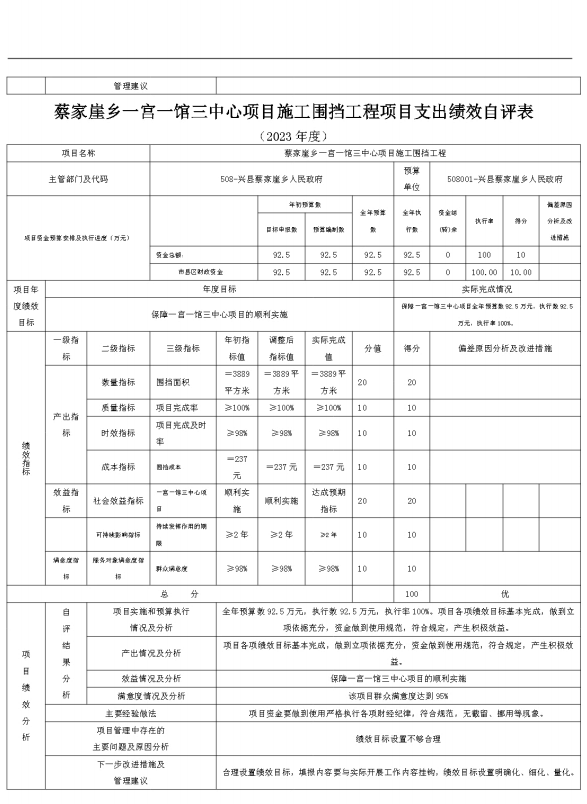 管理建议
蔡家崖乡一宫一馆三中心项目施工围挡工程项目支出绩效自评表
（2023 年度）
项目名称 蔡家崖乡一宫一馆三中心项目施工围挡工程
主管部门及代码 508-兴县蔡家崖乡人民政府 预算单位 508001-兴县蔡家崖乡人民政府
项目资金预算安排及执行进度（万元） 年初预算数 全年预算数 全年执行数 资金结(转)余 执行率 得分 偏差原因分析及改进措施
目标申报数 预算编制数
资金总额: 92.5 92.5 92.5 92.5 0 100 10
市县区财政资金 92.5 92.5 92.5 92.5 0 100.00 10.00
项目年度绩效目标 年度目标 实际完成情况
保障一宫一馆三中心项目的顺利实施 保障一宫一馆三中心项目全年预算数 92.5 万元，执行数 92.5 万元，执行率 100%。
绩效指标 一级指标 二级指标 三级指标 年初指标值 调整后指标值 实际完成值 分值 得分 偏差原因分析及改进措施
产出指标 数量指标 围挡面积 ＝3889 平方米 ＝3889 平方米 ＝3889 平方米 20 20
质量指标 项目完成率 ≥100% ≥100% ≥100% 10 10
时效指标 项目完成及时率 ≥98% ≥98% ≥98% 10 10
成本指标 围挡成本 ＝237 元 ＝237 元 ＝237 元 10 10
效益指标 社会效益指标 一宫一馆三中心项目 顺利实施 顺利实施 达成预期指标 20 20
可持续影响指标 持续发挥作用的期限 ≥2 年 ≥2 年 ≥2 年 10 10
满意度指标 服务对象满意度指标 群众满意度 ≥98% ≥98% ≥98% 10 10
总 分 100 优
项目绩效分析 自评结果分析 项目实施和预算执行情况及分析 全年预算数 92.5 万元，执行数 92.5 万元，执行率 100%。项目各项绩效目标基本完成，做到立项依据充分，资金做到使用规范，符合规定，产生积极效益。
产出情况及分析 项目各项绩效目标基本完成，做到立项依据充分，资金做到使用规范，符合规定，产生积极效益。
效益情况及分析 保障一宫一馆三中心项目的顺利实施
满意度情况及分析 该项目群众满意度达到 95%
主要经验做法 项目资金要做到使用严格执行各项财经纪律，符合规范，无截留、挪用等现象。
项目管理中存在的主要问题及原因分析 绩效目标设置不够合理
下一步改进措施及管理建议 合理设置绩效目标，填报内容要与实际开展工作内容挂钩，绩效目标设置明确化、细化、量化。